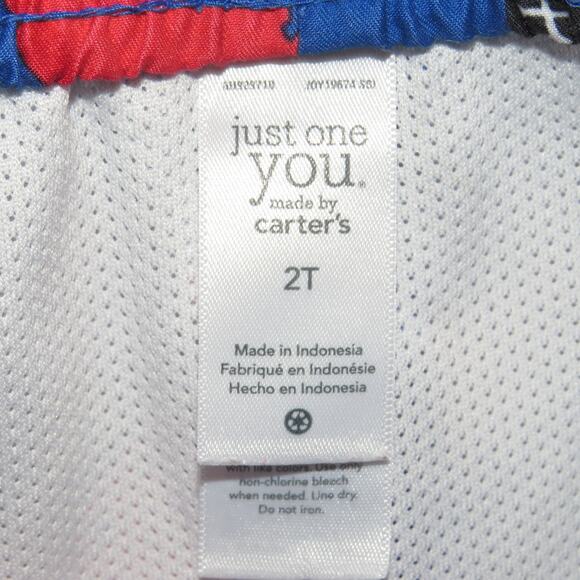 just one
you®
made by
carter's
2T
Made in Indonesia
Fabriqué en Indonésie
Hecho en Indonesia
with like colors. Use only
non-chlorine bleach
when needed. Line dry.
Do not iron.